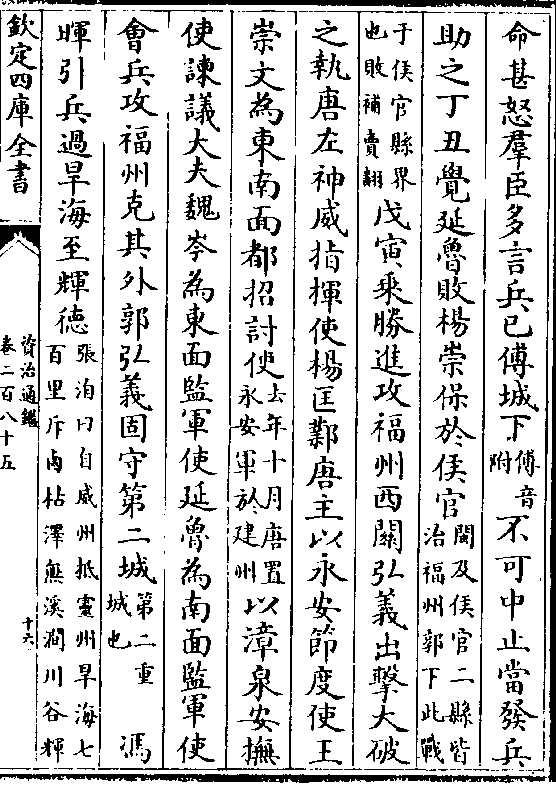 命甚怒羣臣多言兵已傅城下傅音附不可中止當發兵
助之丁丑覺延魯敗楊崇保於侯官閩及侯官二縣皆治福州郭下此戰
于侯官縣界也敗補賣翻戊寅乗勝進攻福州西關弘義出擊大破
之執唐左神威指揮使楊匡鄴唐主以永安節度使王
崇文為東南面都招討使去年十月唐置永安軍於建州以漳泉安撫
使諫議大夫魏岑為東面監軍使延魯為南面監軍使
會兵攻福州克其外郭弘義固守第二城第二重城也馮
暉引兵過旱海至輝德張洎曰自威州抵靈州旱海七百里斥鹵枯澤無溪澗川谷輝
欽定四庫全書
資治通鑑
卷二百八十五
十六